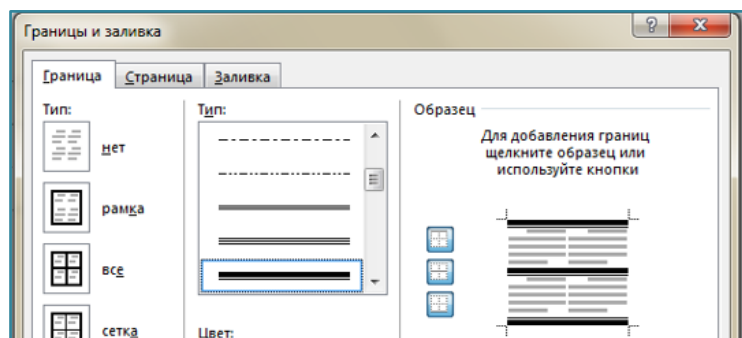 Границы и заливка
Граница Страница Заливка
Тип:
нет
рамка
все
сетка
Тип:
Цвет:
Образец
Для добавления границ
щелкните образец или
используйте кнопки